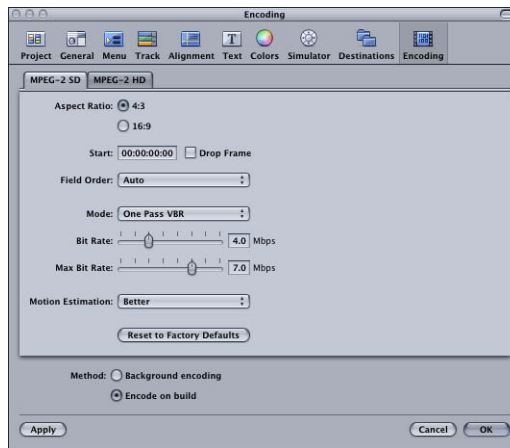 Encoding
Project General Menu Track Alignment Text Colors Simulator Destinations Encoding
MPEG-2 SD MPEG-2 HD
Aspect Ratio: 4:3
16:9
Start: 00:00:00:00 Drop Frame
Field Order: Auto
Mode: One Pass VBR
Bit Rate: 4.0 Mbps
Max Bit Rate: 7.0 Mbps
Motion Estimation: Better
Reset to Factory Defaults
Method: Background encoding
Encode on build
Apply Cancel OK